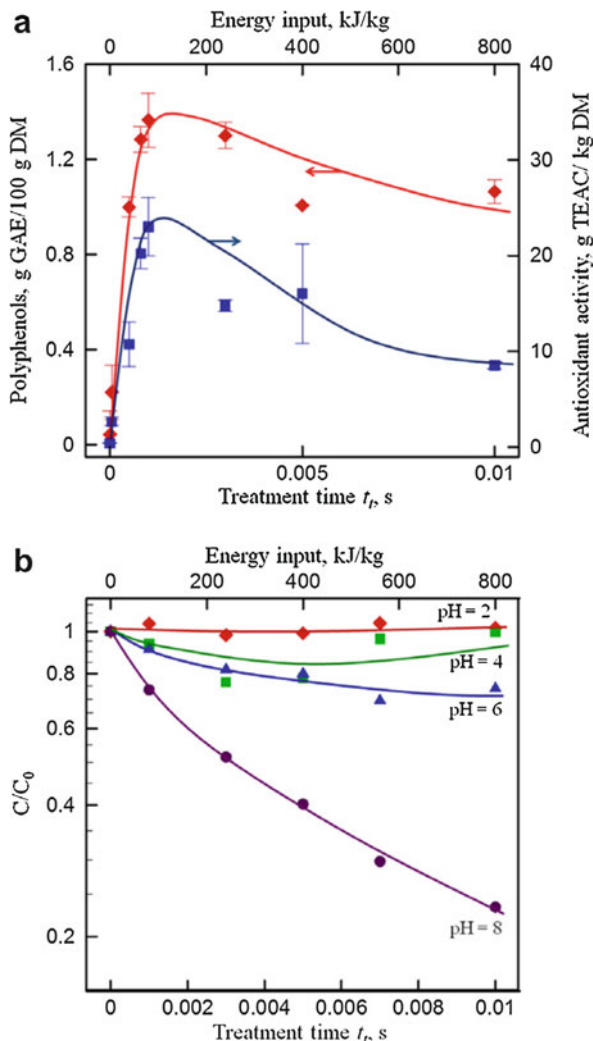 a
Energy input, kJ/kg
0 200 400 600 800
1.6
1.2
0.8
0.4
0
Polyphenols, g GAE/100 g DM
40
30
20
10
0
Antioxidant activity, g TEAC/ kg DM
0 0.005 0.01
Treatment time t_t, s
b
Energy input, kJ/kg
0 200 400 600 800
1
0.8
0.6
0.4
0.2
C/C₀
pH = 2
pH = 4
pH = 6
pH = 8
0 0.002 0.004 0.006 0.008 0.01
Treatment time t_t, s